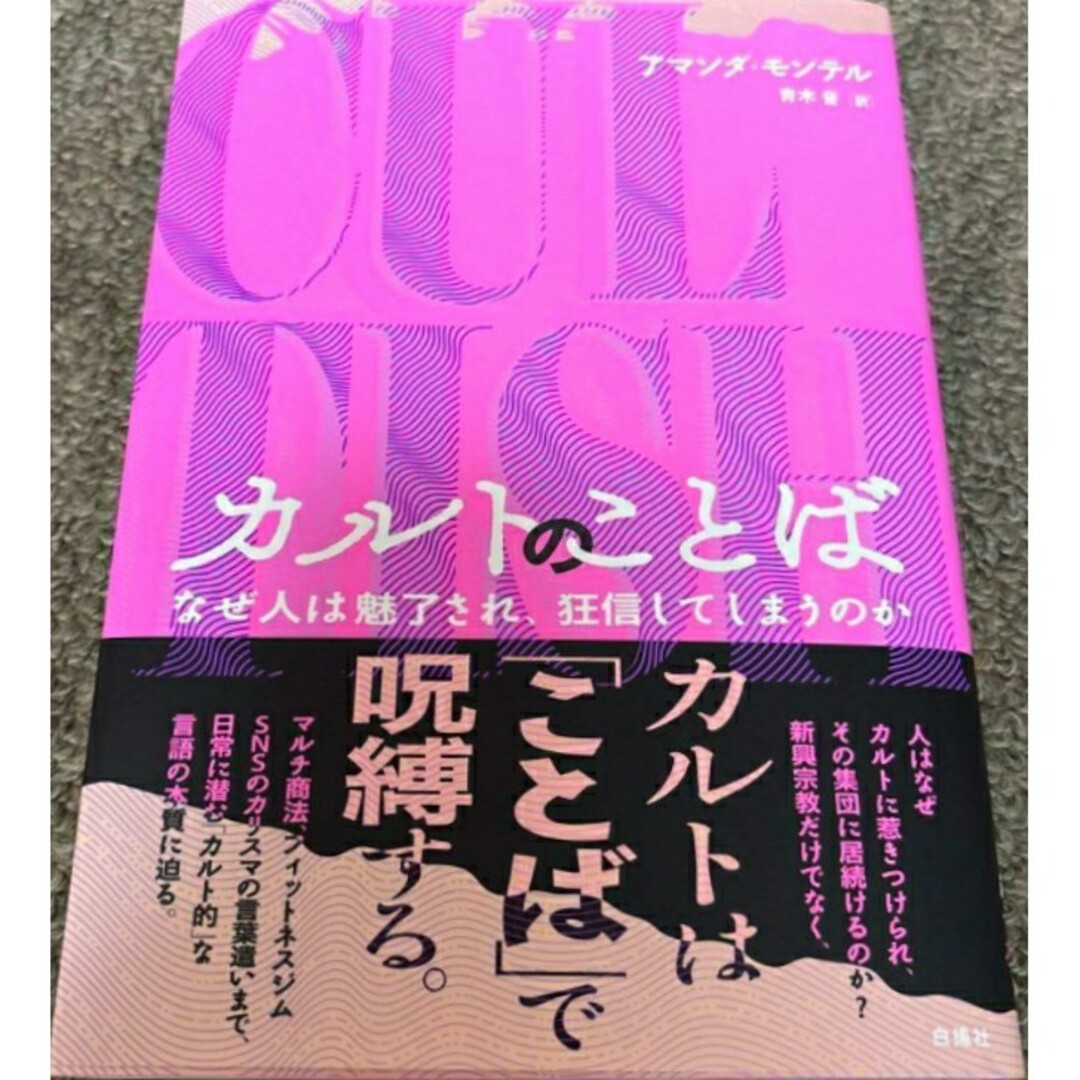 CUL
TISH
アマンダ・モンテル
青木 音 [訳]
カルトのことば
なぜ人は魅了され、狂信してしまうのか
カルトは
「ことば」で
呪縛する。
人はなぜ
カルトに惹きつけられ、
その集団に居続けるのか？
新興宗教だけでなく、
マルチ商法、フィットネスジム
SNSのカリスマの言葉遣いまで、
日常に潜む「カルト的」な
言語の本質に迫る。
白揚社